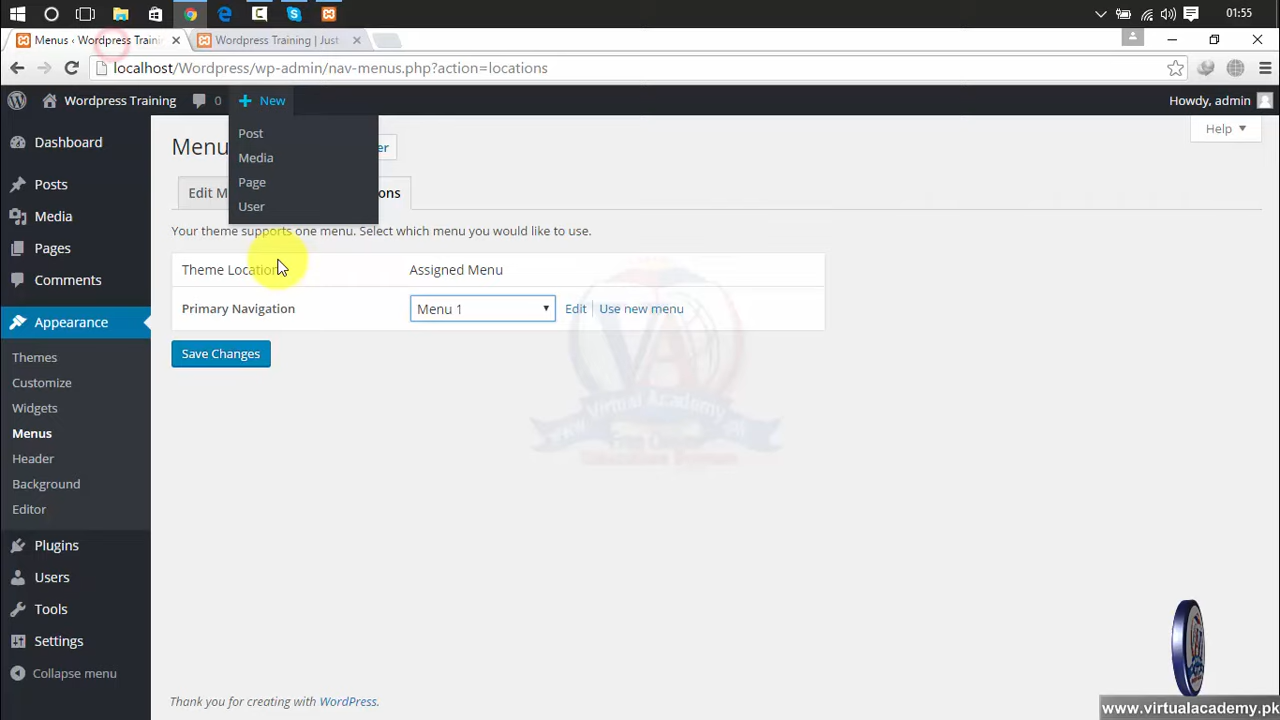 01:55
Menus ‹ Wordpress Traini
Wordpress Training | Just
localhost/Wordpress/wp-admin/nav-menus.php?action=locations
Wordpress Training
0
New
Howdy, admin
Post
Media
Page
User
Help
Dashboard
Posts
Media
Pages
Comments
Appearance
Themes
Customize
Widgets
Menus
Header
Background
Editor
Plugins
Users
Tools
Settings
Collapse menu
Menu
er
Edit M
ons
Your theme supports one menu. Select which menu you would like to use.
Theme Location
Assigned Menu
Primary Navigation
Menu 1
Edit
Use new menu
Save Changes
VA
Virtual Academy
Thank you for creating with WordPress.
www.virtualacademy.pk